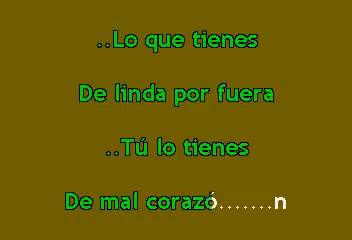 ..Lo que tienes
De linda por fuera
..Tú lo tienes
De mal corazó.......n